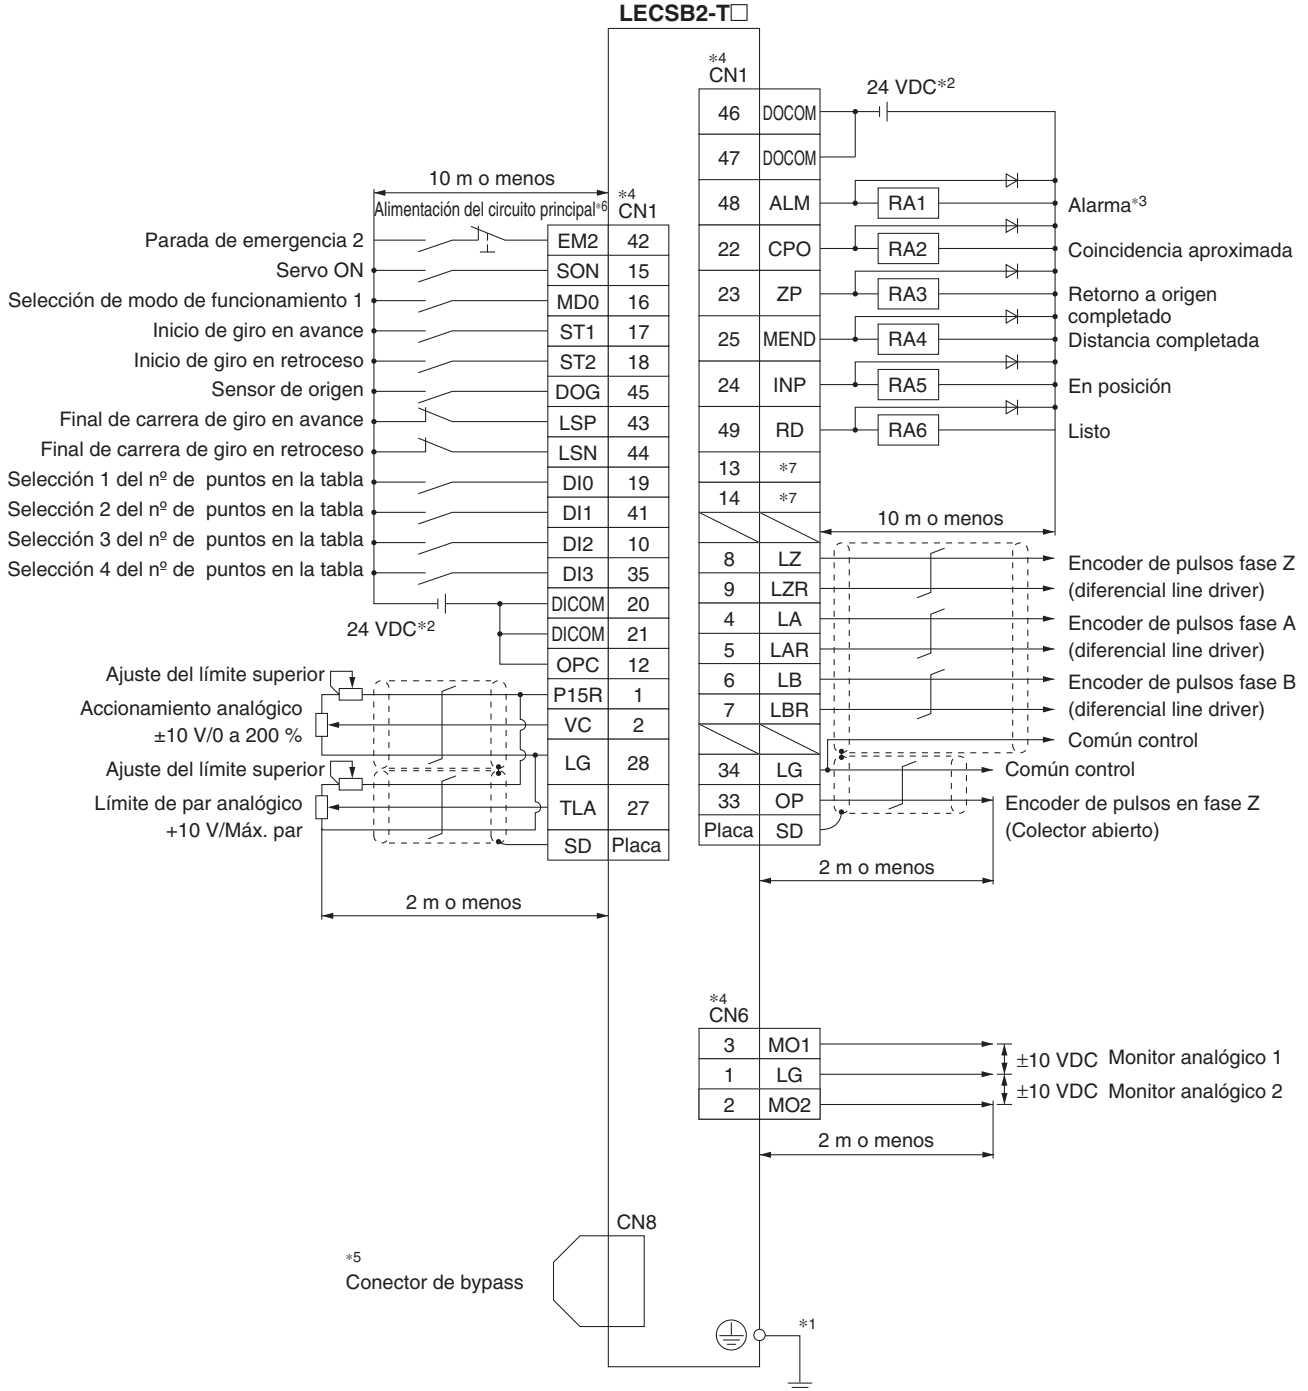 LECSB2-T□
*4
CN1
24 VDC*2
46 DOCOM
47 DOCOM
48 ALM RA1 Alarma*3
22 CPO RA2 Coincidencia aproximada
23 ZP RA3 Retorno a origen
completado
25 MEND RA4 Distancia completada
24 INP RA5 En posición
49 RD RA6 Listo
13 *7
14 *7
10 m o menos
8 LZ Encoder de pulsos fase Z
9 LZR (diferencial line driver)
4 LA Encoder de pulsos fase A
5 LAR (diferencial line driver)
6 LB Encoder de pulsos fase B
7 LBR (diferencial line driver)
Común control
34 LG Común control
33 OP Encoder de pulsos en fase Z
Placa SD (Colector abierto)
2 m o menos
10 m o menos
Alimentación del circuito principal*6
*4
CN1
Parada de emergencia 2 EM2 42
Servo ON SON 15
Selección de modo de funcionamiento 1 MD0 16
Inicio de giro en avance ST1 17
Inicio de giro en retroceso ST2 18
Sensor de origen DOG 45
Final de carrera de giro en avance LSP 43
Final de carrera de giro en retroceso LSN 44
Selección 1 del nº de puntos en la tabla DI0 19
Selección 2 del nº de puntos en la tabla DI1 41
Selección 3 del nº de puntos en la tabla DI2 10
Selección 4 del nº de puntos en la tabla DI3 35
DICOM 20
24 VDC*2
DICOM 21
OPC 12
Ajuste del límite superior
P15R 1
Accionamiento analógico
±10 V/0 a 200 %
VC 2
LG 28
Ajuste del límite superior
Límite de par analógico
+10 V/Máx. par
TLA 27
SD Placa
2 m o menos
*4
CN6
3 MO1
±10 VDC Monitor analógico 1
1 LG
±10 VDC Monitor analógico 2
2 MO2
2 m o menos
CN8
*5
Conector de bypass
*1